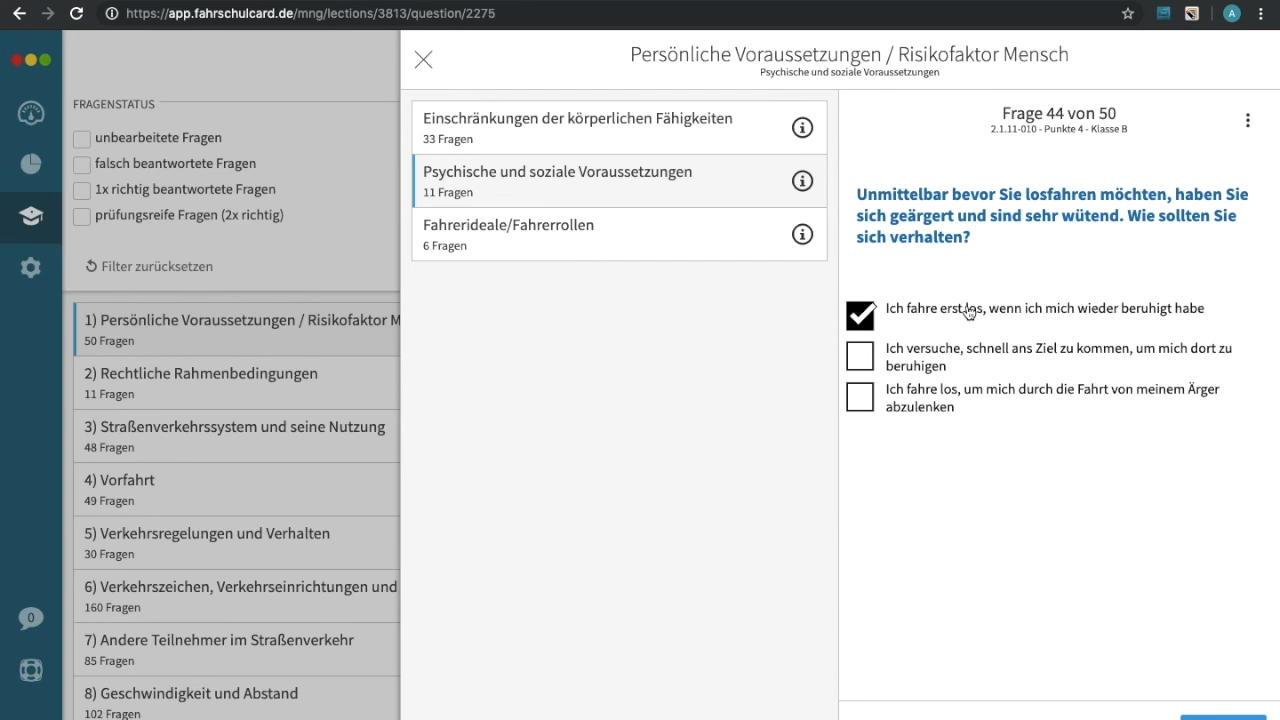 https://app.fahrschulcard.de/mng/lections/3813/question/2275
A
Persönliche Voraussetzungen / Risikofaktor Mensch
Psychische und soziale Voraussetzungen
FRAGENSTATUS
unbearbeitete Fragen
falsch beantwortete Fragen
1x richtig beantwortete Fragen
prüfungsreife Fragen (2x richtig)
Filter zurücksetzen
1) Persönliche Voraussetzungen / Risikofaktor M
50 Fragen
2) Rechtliche Rahmenbedingungen
11 Fragen
3) Straßenverkehrssystem und seine Nutzung
48 Fragen
4) Vorfahrt
49 Fragen
5) Verkehrsregelungen und Verhalten
30 Fragen
6) Verkehrszeichen, Verkehrseinrichtungen und
160 Fragen
7) Andere Teilnehmer im Straßenverkehr
85 Fragen
8) Geschwindigkeit und Abstand
102 Fragen
0
Einschränkungen der körperlichen Fähigkeiten
33 Fragen
Psychische und soziale Voraussetzungen
11 Fragen
Fahrerideale/Fahrerrollen
6 Fragen
Frage 44 von 50
2.1.11-010 - Punkte 4 - Klasse B
Unmittelbar bevor Sie losfahren möchten, haben Sie
sich geärgert und sind sehr wütend. Wie sollten Sie
sich verhalten?
Ich fahre erst los, wenn ich mich wieder beruhigt habe
Ich versuche, schnell ans Ziel zu kommen, um mich dort zu
beruhigen
Ich fahre los, um mich durch die Fahrt von meinem Ärger
abzulenken